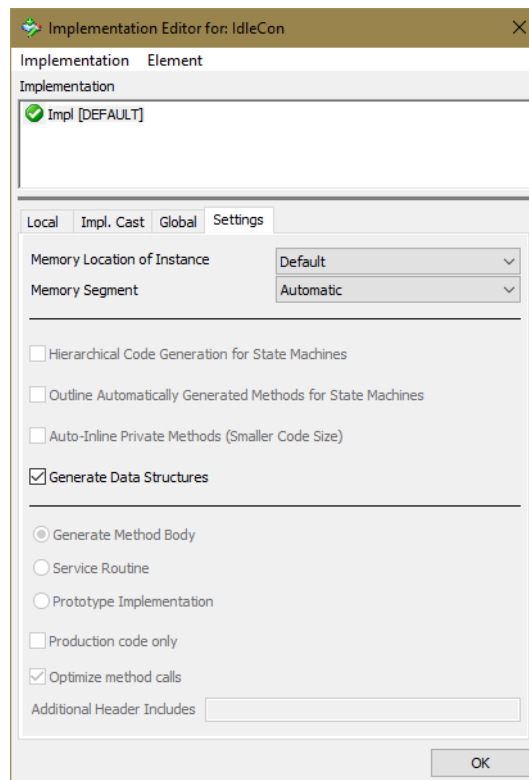 Implementation Editor for: IdleCon
Implementation Element
Implementation
Impl [DEFAULT]
Local Impl. Cast Global Settings
Memory Location of Instance Default
Memory Segment Automatic
Hierarchical Code Generation for State Machines
Outline Automatically Generated Methods for State Machines
Auto-Inline Private Methods (Smaller Code Size)
Generate Data Structures
Generate Method Body
Service Routine
Prototype Implementation
Production code only
Optimize method calls
Additional Header Includes
OK